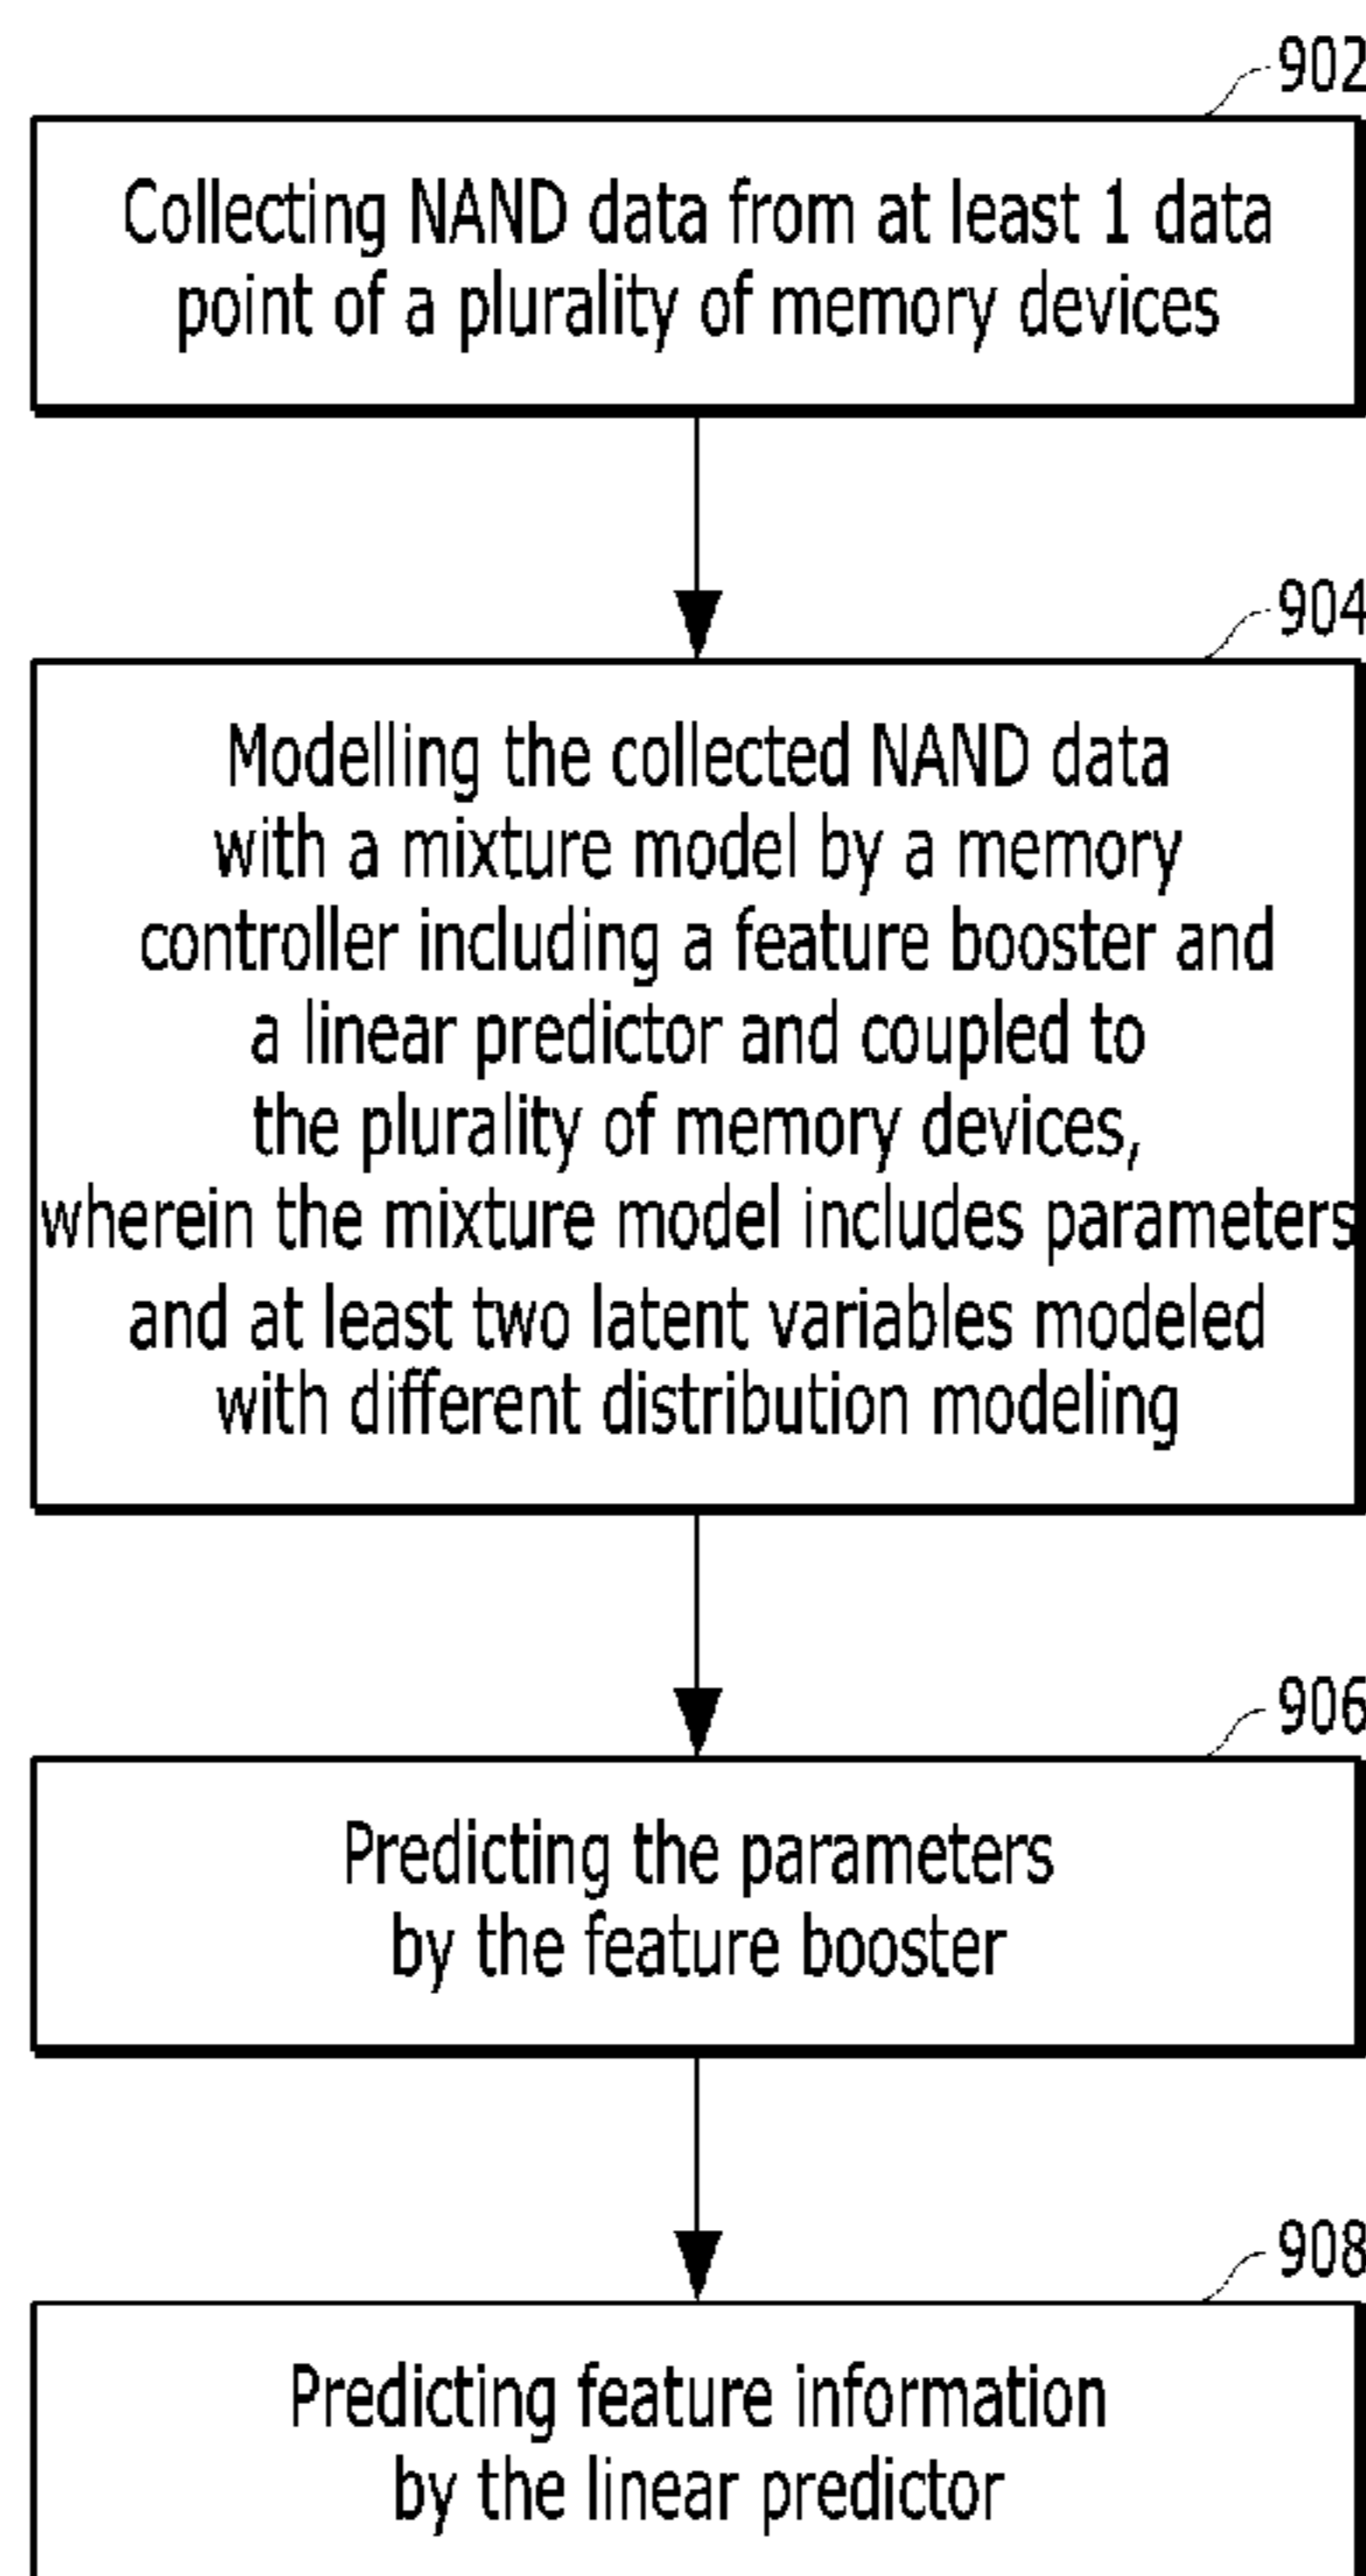 902
Collecting NAND data from at least 1 data
point of a plurality of memory devices
904
Modelling the collected NAND data
with a mixture model by a memory
controller including a feature booster and
a linear predictor and coupled to
the plurality of memory devices,
wherein the mixture model includes parameters
and at least two latent variables modeled
with different distribution modeling
906
Predicting the parameters
by the feature booster
908
Predicting feature information
by the linear predictor